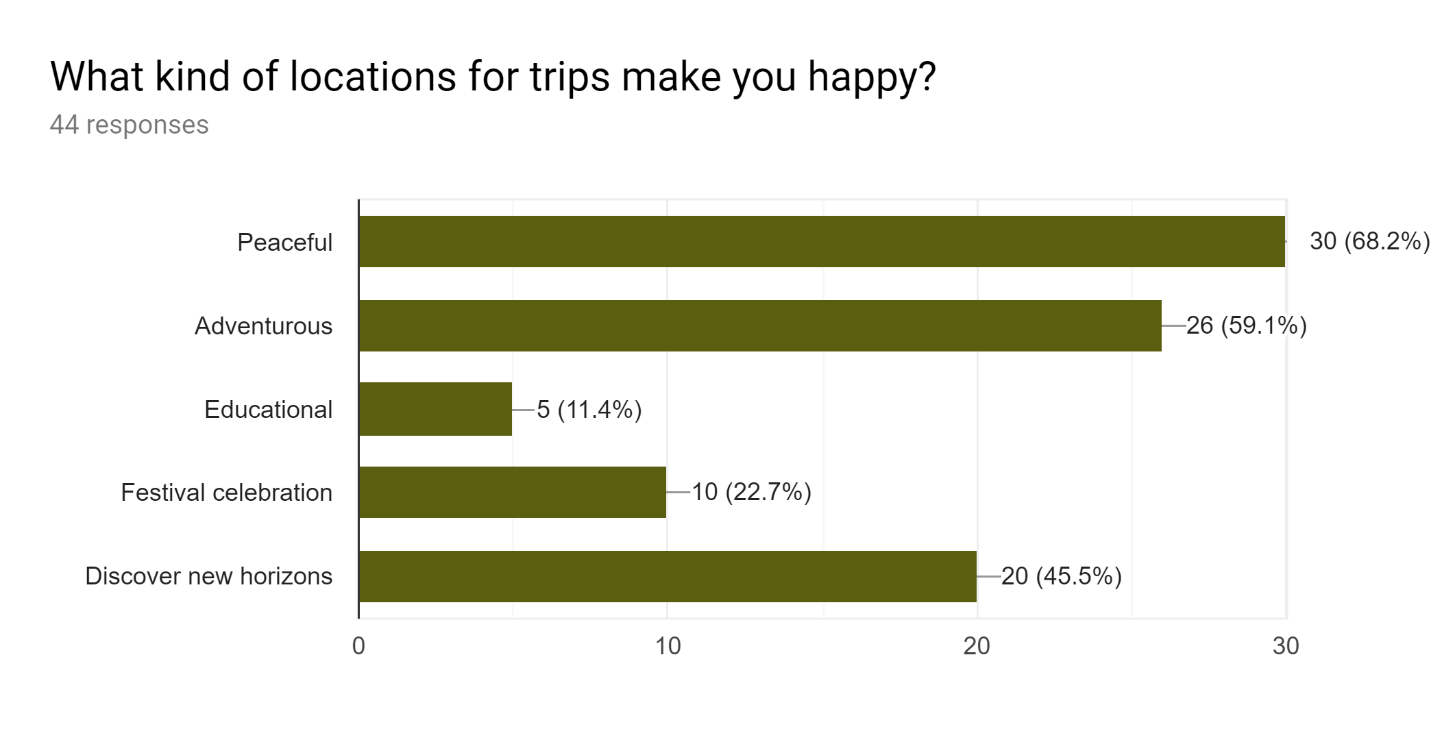 What kind of locations for trips make you happy?
44 responses
Peaceful 30 (68.2%)
Adventurous 26 (59.1%)
Educational 5 (11.4%)
Festival celebration 10 (22.7%)
Discover new horizons 20 (45.5%)
0 10 20 30